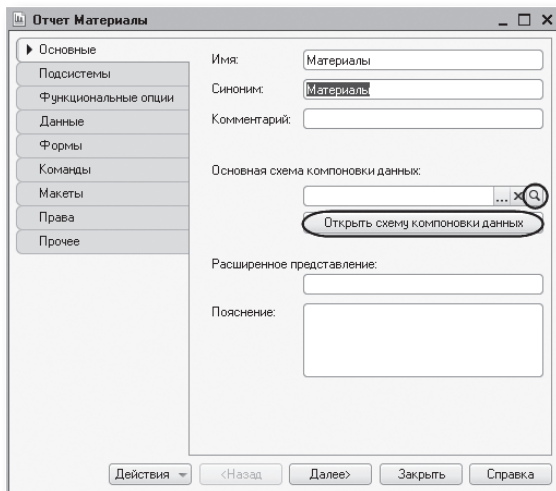 Отчет Материалы
Основные
Подсистемы
Функциональные опции
Данные
Формы
Команды
Макеты
Права
Прочее
Имя:
Материалы
Синоним:
Материалы
Комментарий:
Основная схема компоновки данных:
...
Открыть схему компоновки данных
Расширенное представление:
Пояснение:
Действия
<Назад
Далее>
Закрыть
Справка